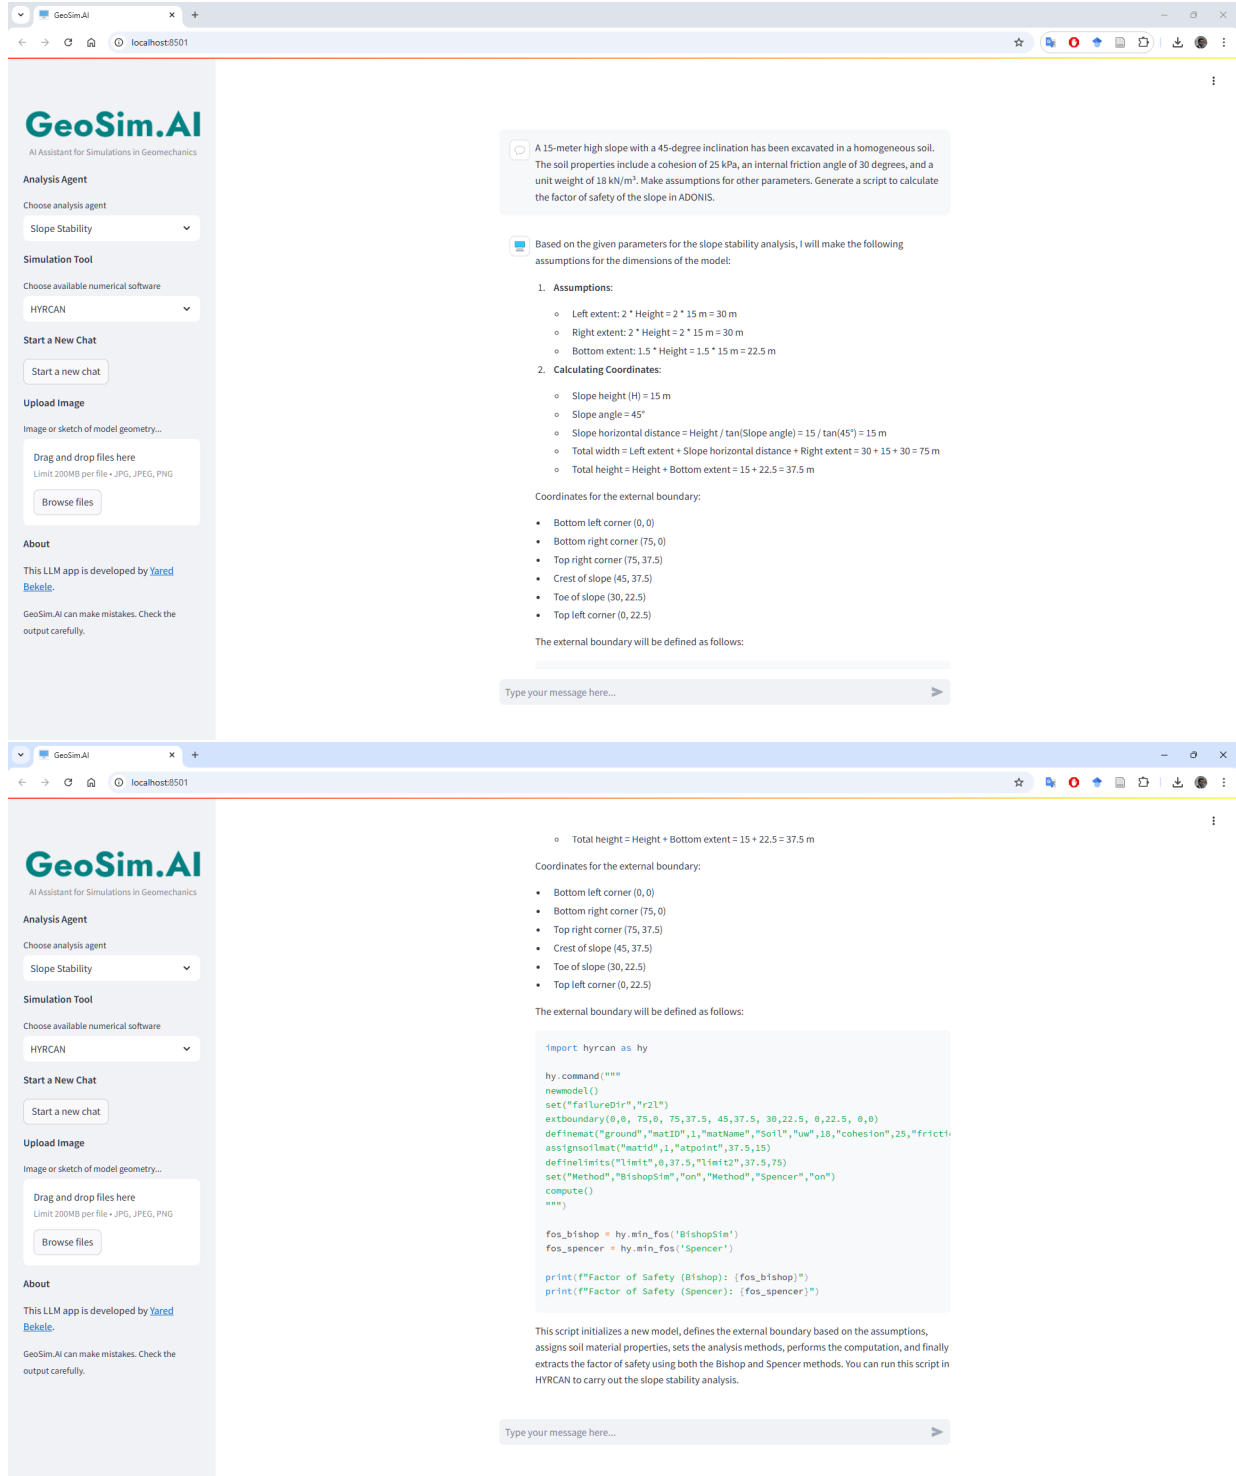 GeoSim.AI
localhost:8501
GeoSim.AI
AI Assistant for Simulations in Geomechanics
Analysis Agent
Choose analysis agent
Slope Stability
Simulation Tool
Choose available numerical software
HYRCAN
Start a New Chat
Start a new chat
Upload Image
Image or sketch of model geometry...
Drag and drop files here
Limit 200MB per file • JPG, JPEG, PNG
Browse files
About
This LLM app is developed by Yared
Bekele.
GeoSim.AI can make mistakes. Check the
output carefully.
A 15-meter high slope with a 45-degree inclination has been excavated in a homogeneous soil.
The soil properties include a cohesion of 25 kPa, an internal friction angle of 30 degrees, and a
unit weight of 18 kN/m³. Make assumptions for other parameters. Generate a script to calculate
the factor of safety of the slope in ADONIS.
Based on the given parameters for the slope stability analysis, I will make the following
assumptions for the dimensions of the model:
1. Assumptions:
Left extent: 2 * Height = 2 * 15 m = 30 m
Right extent: 2 * Height = 2 * 15 m = 30 m
Bottom extent: 1.5 * Height = 1.5 * 15 m = 22.5 m
2. Calculating Coordinates:
Slope height (H) = 15 m
Slope angle = 45°
Slope horizontal distance = Height / tan(Slope angle) = 15 / tan(45°) = 15 m
Total width = Left extent + Slope horizontal distance + Right extent = 30 + 15 + 30 = 75 m
Total height = Height + Bottom extent = 15 + 22.5 = 37.5 m
Coordinates for the external boundary:
• Bottom left corner (0, 0)
• Bottom right corner (75, 0)
• Top right corner (75, 37.5)
• Crest of slope (45, 37.5)
• Toe of slope (30, 22.5)
• Top left corner (0, 22.5)
The external boundary will be defined as follows:
Type your message here...
GeoSim.AI
localhost:8501
GeoSim.AI
AI Assistant for Simulations in Geomechanics
Analysis Agent
Choose analysis agent
Slope Stability
Simulation Tool
Choose available numerical software
HYRCAN
Start a New Chat
Start a new chat
Upload Image
Image or sketch of model geometry...
Drag and drop files here
Limit 200MB per file • JPG, JPEG, PNG
Browse files
About
This LLM app is developed by Yared
Bekele.
GeoSim.AI can make mistakes. Check the
output carefully.
Total height = Height + Bottom extent = 15 + 22.5 = 37.5 m
Coordinates for the external boundary:
• Bottom left corner (0, 0)
• Bottom right corner (75, 0)
• Top right corner (75, 37.5)
• Crest of slope (45, 37.5)
• Toe of slope (30, 22.5)
• Top left corner (0, 22.5)
The external boundary will be defined as follows:
import hyrcan as hy
hy.command("""
newmodel()
set("failureDir","r2l")
extboundary(0,0, 75,0, 75,37.5, 45,37.5, 30,22.5, 0,22.5, 0,0)
definemat("ground","matID",1,"matName","Soil","uw",18,"cohesion",25,"fricti
assignsoilmat("matid",1,"atpoint",37.5,15)
definelimits("limit",0,37.5,"limit2",37.5,75)
set("Method","BishopSim","on","Method","Spencer","on")
compute()
""")
fos_bishop = hy.min_fos('BishopSim')
fos_spencer = hy.min_fos('Spencer')
print(f"Factor of Safety (Bishop): {fos_bishop}")
print(f"Factor of Safety (Spencer): {fos_spencer}")
This script initializes a new model, defines the external boundary based on the assumptions,
assigns soil material properties, sets the analysis methods, performs the computation, and finally
extracts the factor of safety using both the Bishop and Spencer methods. You can run this script in
HYRCAN to carry out the slope stability analysis.
Type your message here...